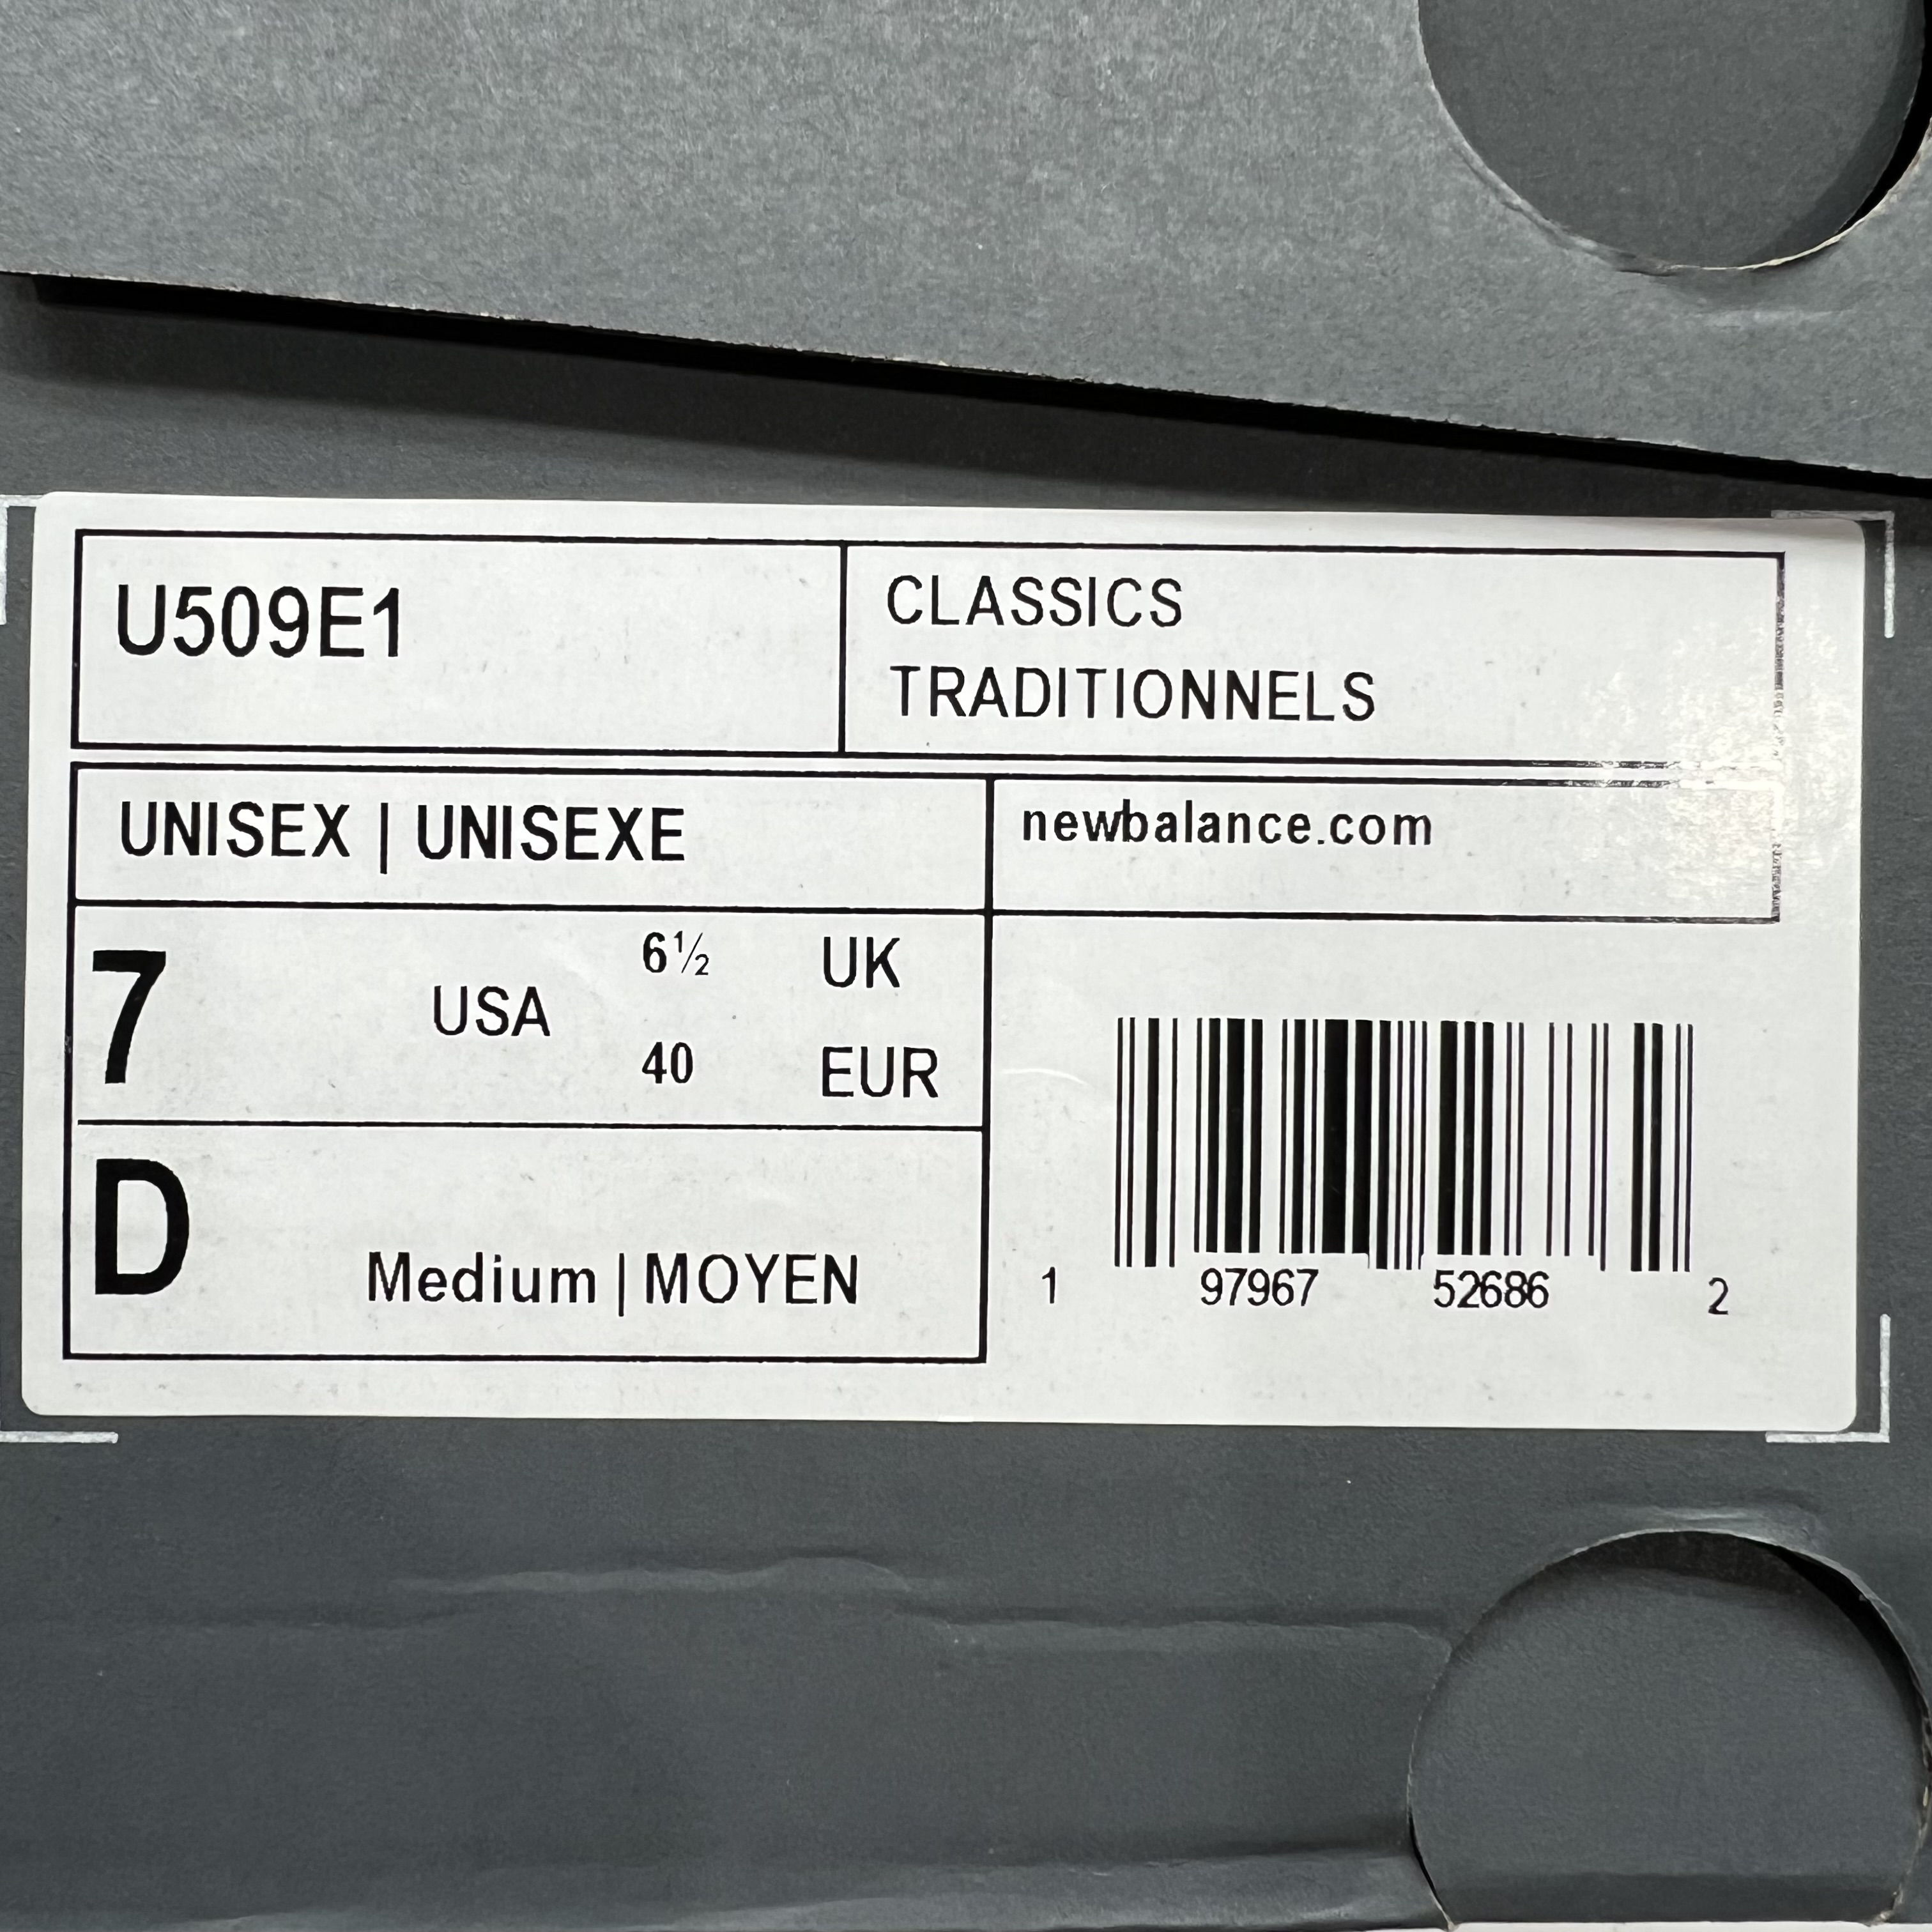 U509E1
CLASSICS
TRADITIONNELS
UNISEX | UNISEXE
newbalance.com
7 USA 6½ UK
40 EUR
D
Medium | MOYEN
1 97967 52686 2